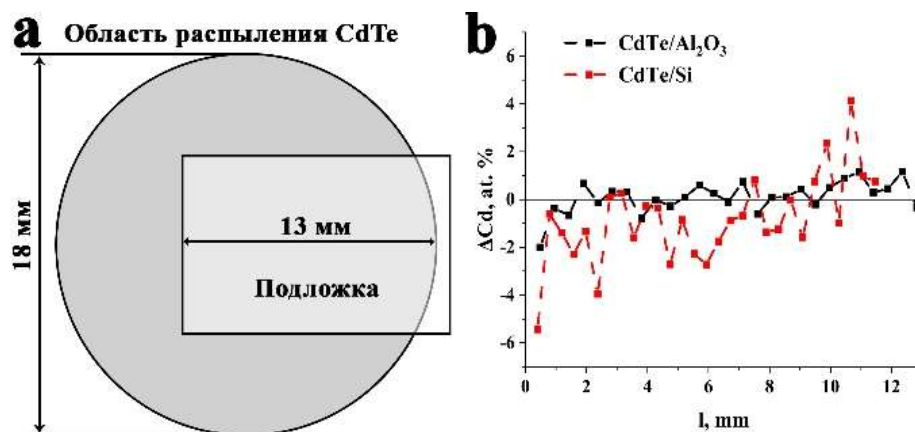 a Область распыления CdTe
18 мм
13 мм
Подложка
b
CdTe/Al₂O₃
CdTe/Si
ΔCd, at. %
6
4
2
0
-2
-4
-6
0 2 4 6 8 10 12
l, mm